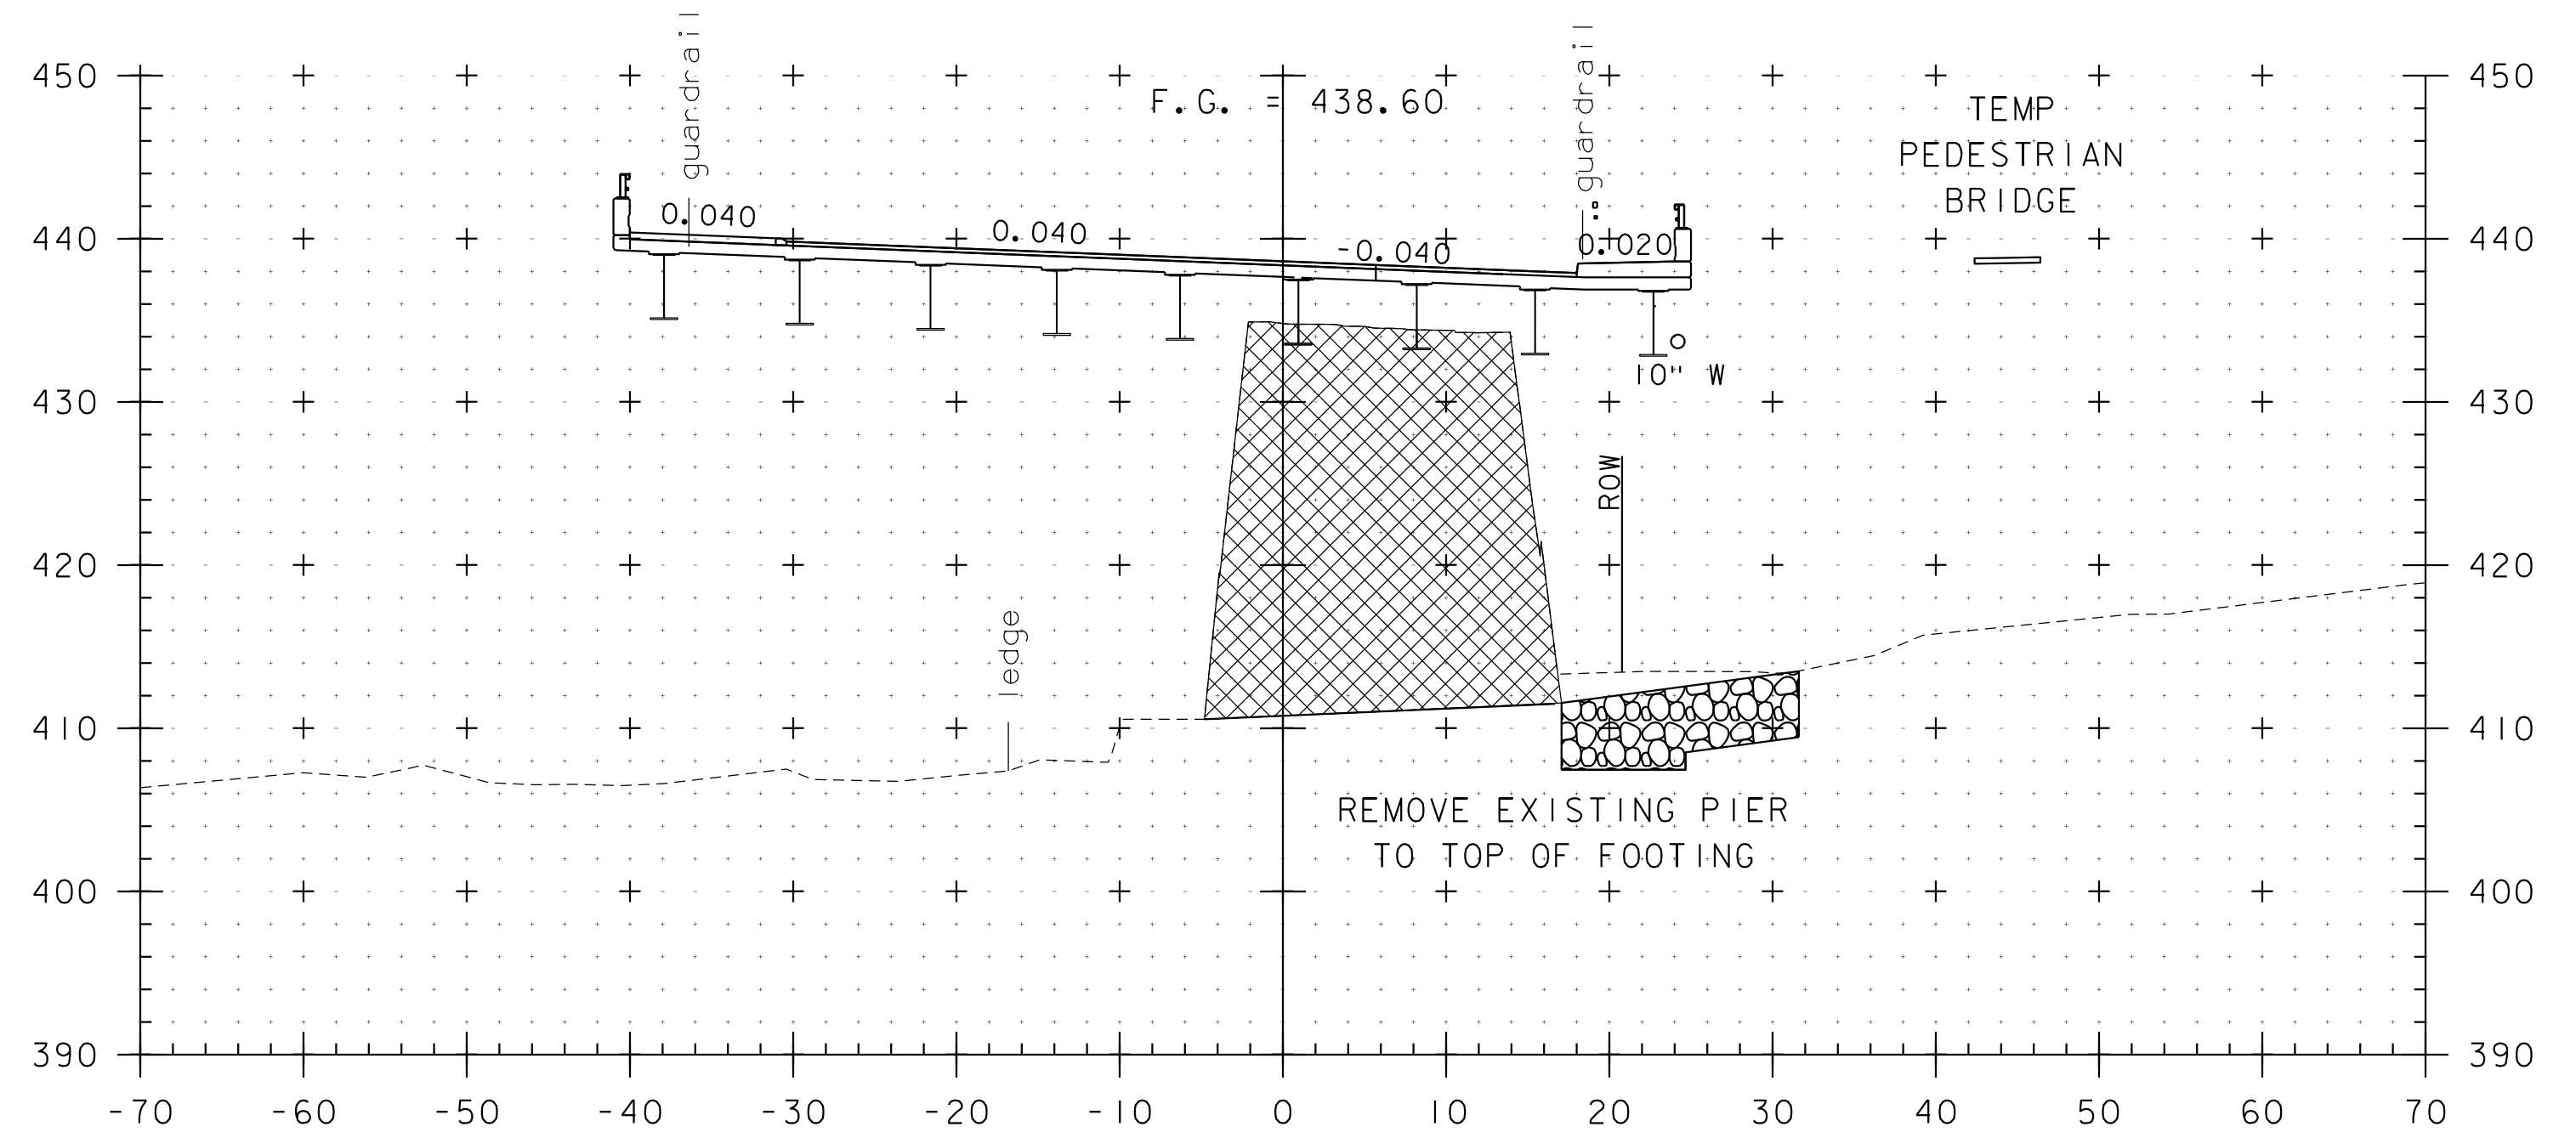 guardrail
guardrail
450
450
F.G. = 438.60
TEMP
PEDESTRIAN
BRIDGE
0.040
0.040
-0.040
0.020
440
440
10" W
430
430
ROW
420
420
ledge
410
410
REMOVE EXISTING PIER
TO TOP OF FOOTING
400
400
390
390
-70 -60 -50 -40 -30 -20 -10 0 10 20 30 40 50 60 70